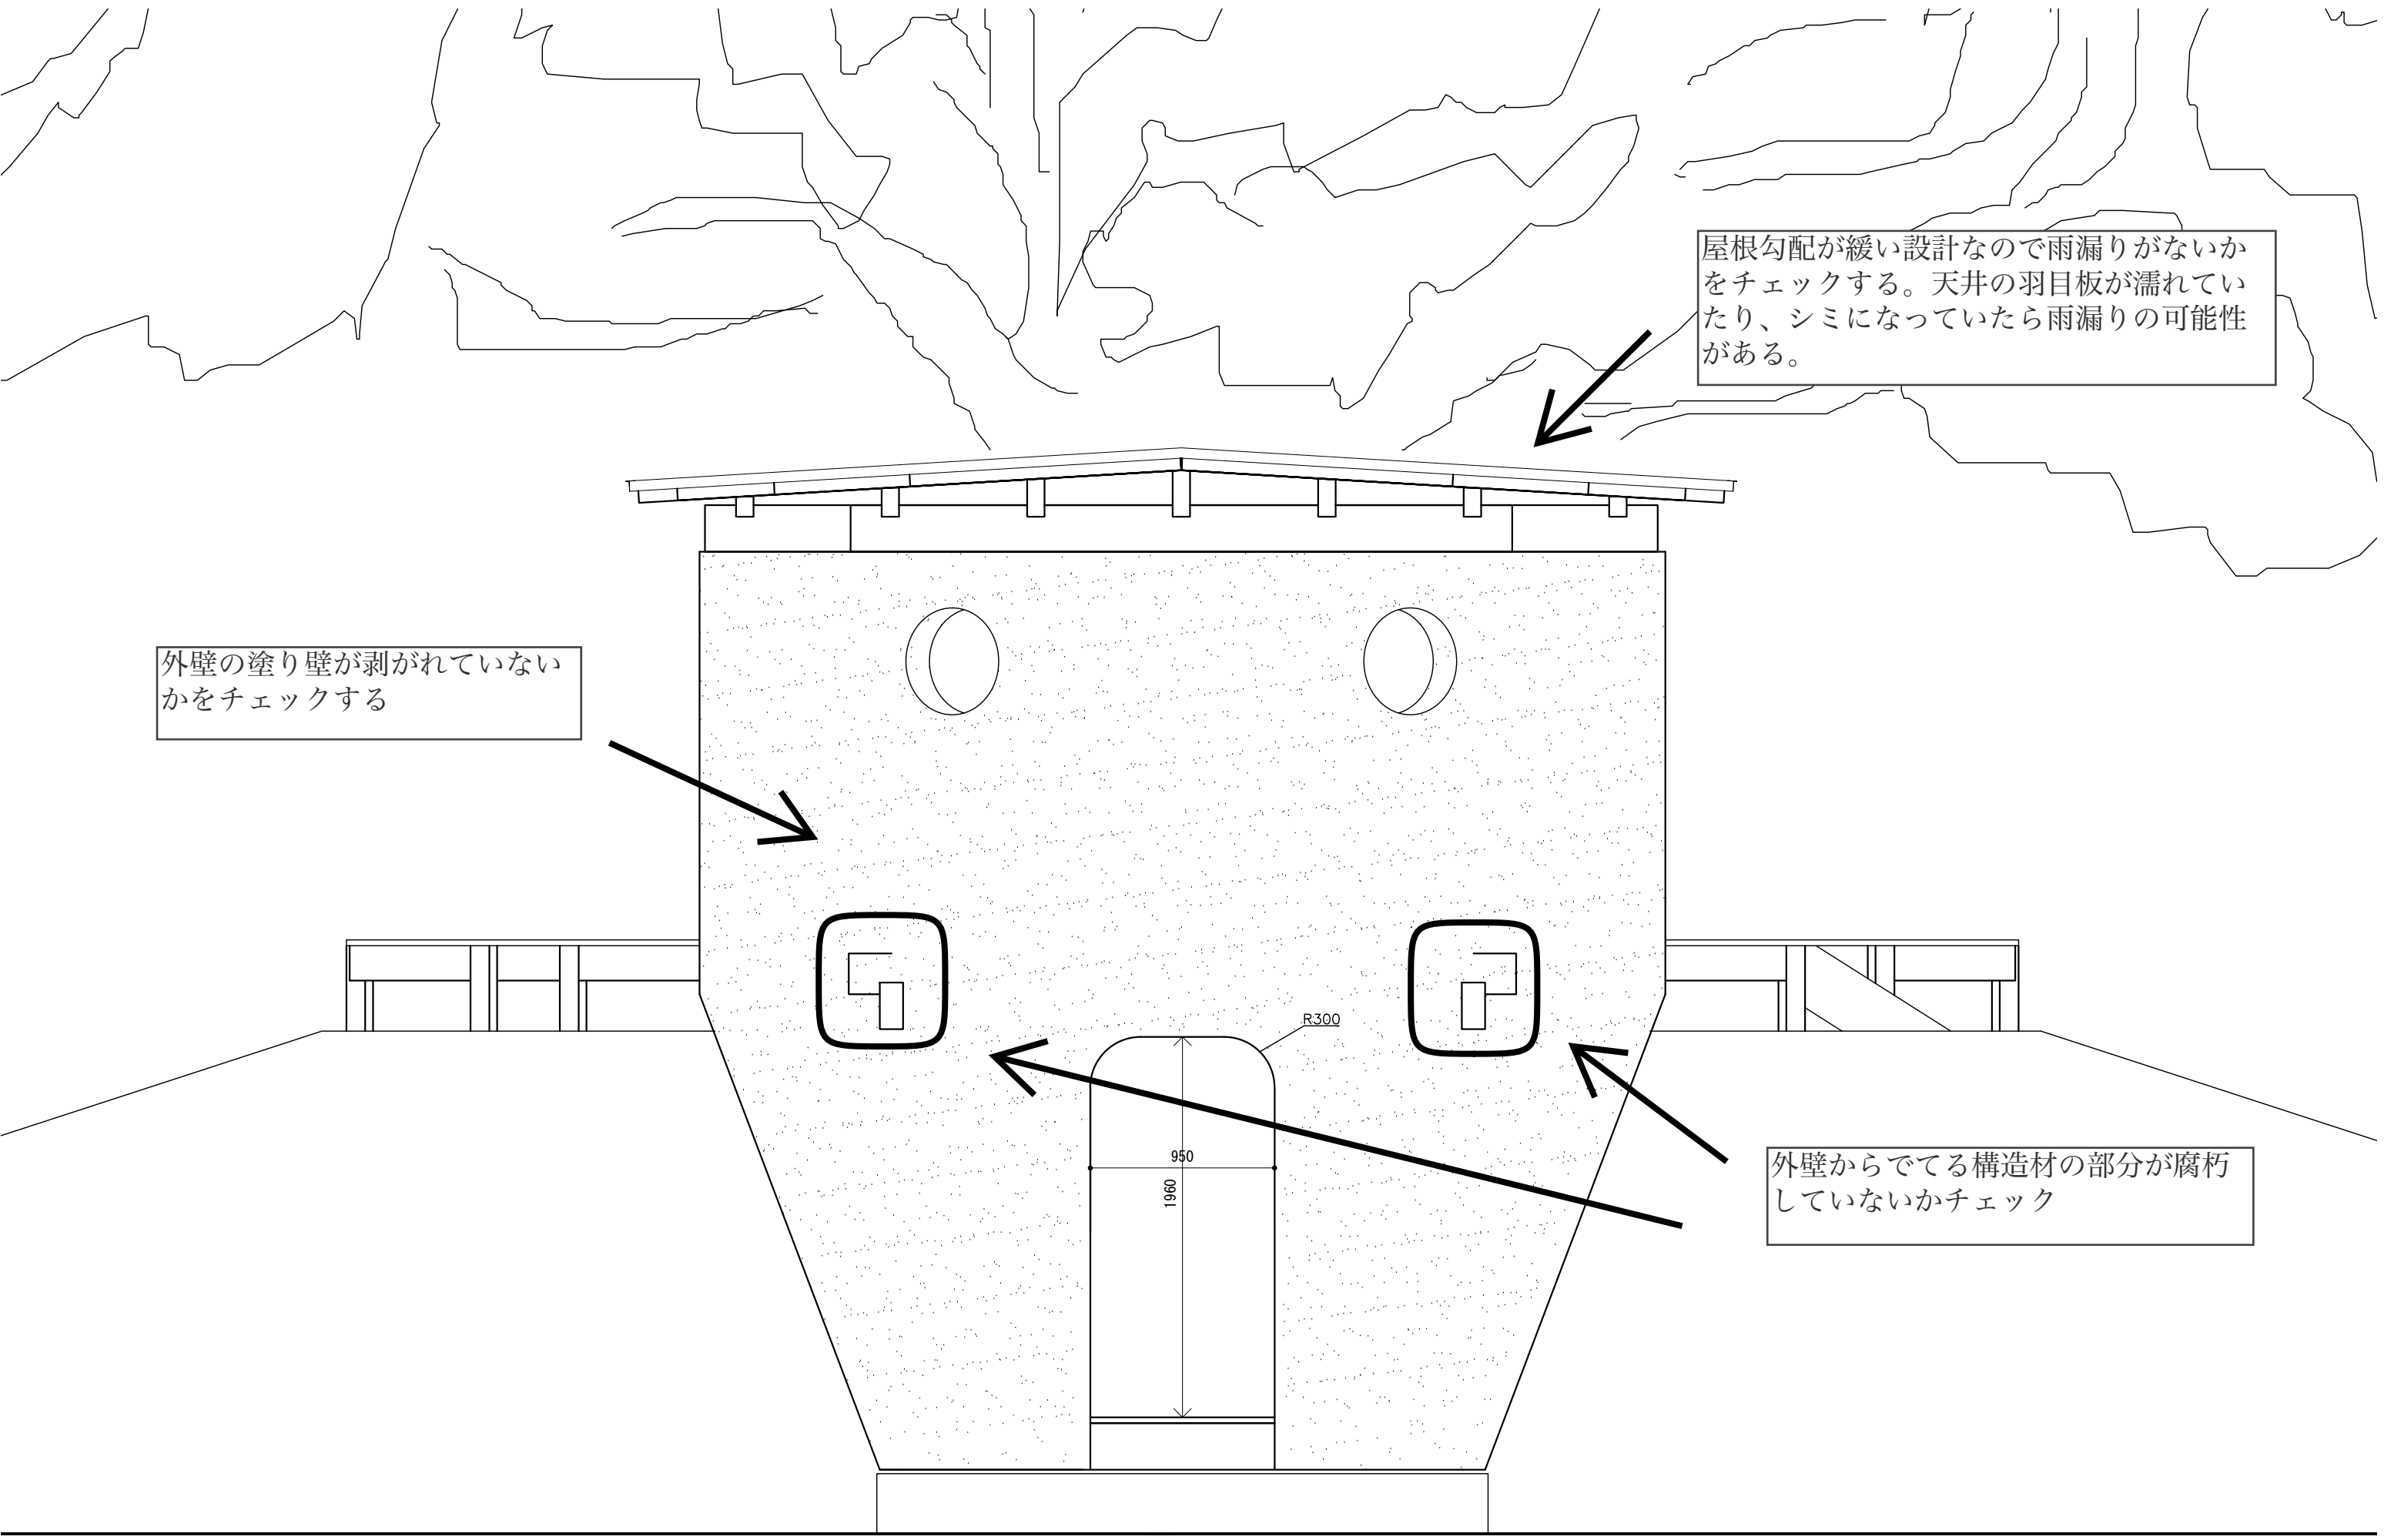 屋根勾配が緩い設計なので雨漏りがないか
をチェックする。天井の羽目板が濡れてい
たり、シミになっていたら雨漏りの可能性
がある。
外壁の塗り壁が剥がれていない
かをチェックする
R300
950
1960
外壁からでてる構造材の部分が腐朽
していないかチェック